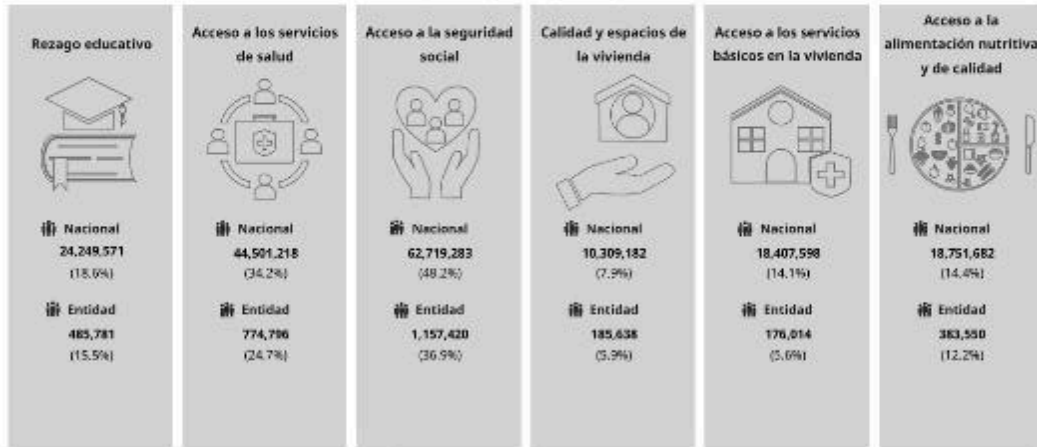 Rezago educativo
Nacional
24,249,571
(18.6%)
Entidad
485,781
(15.5%)
Acceso a los servicios
de salud
Nacional
44,501,218
(34.2%)
Entidad
774,796
(24.7%)
Acceso a la seguridad
social
Nacional
62,719,283
(48.2%)
Entidad
1,157,420
(36.9%)
Calidad y espacios de
la vivienda
Nacional
10,309,182
(7.9%)
Entidad
185,638
(5.9%)
Acceso a los servicios
básicos en la vivienda
Nacional
18,407,598
(14.1%)
Entidad
176,014
(5.6%)
Acceso a la
alimentación nutritiva
y de calidad
Nacional
18,751,682
(14.4%)
Entidad
383,550
(12.2%)